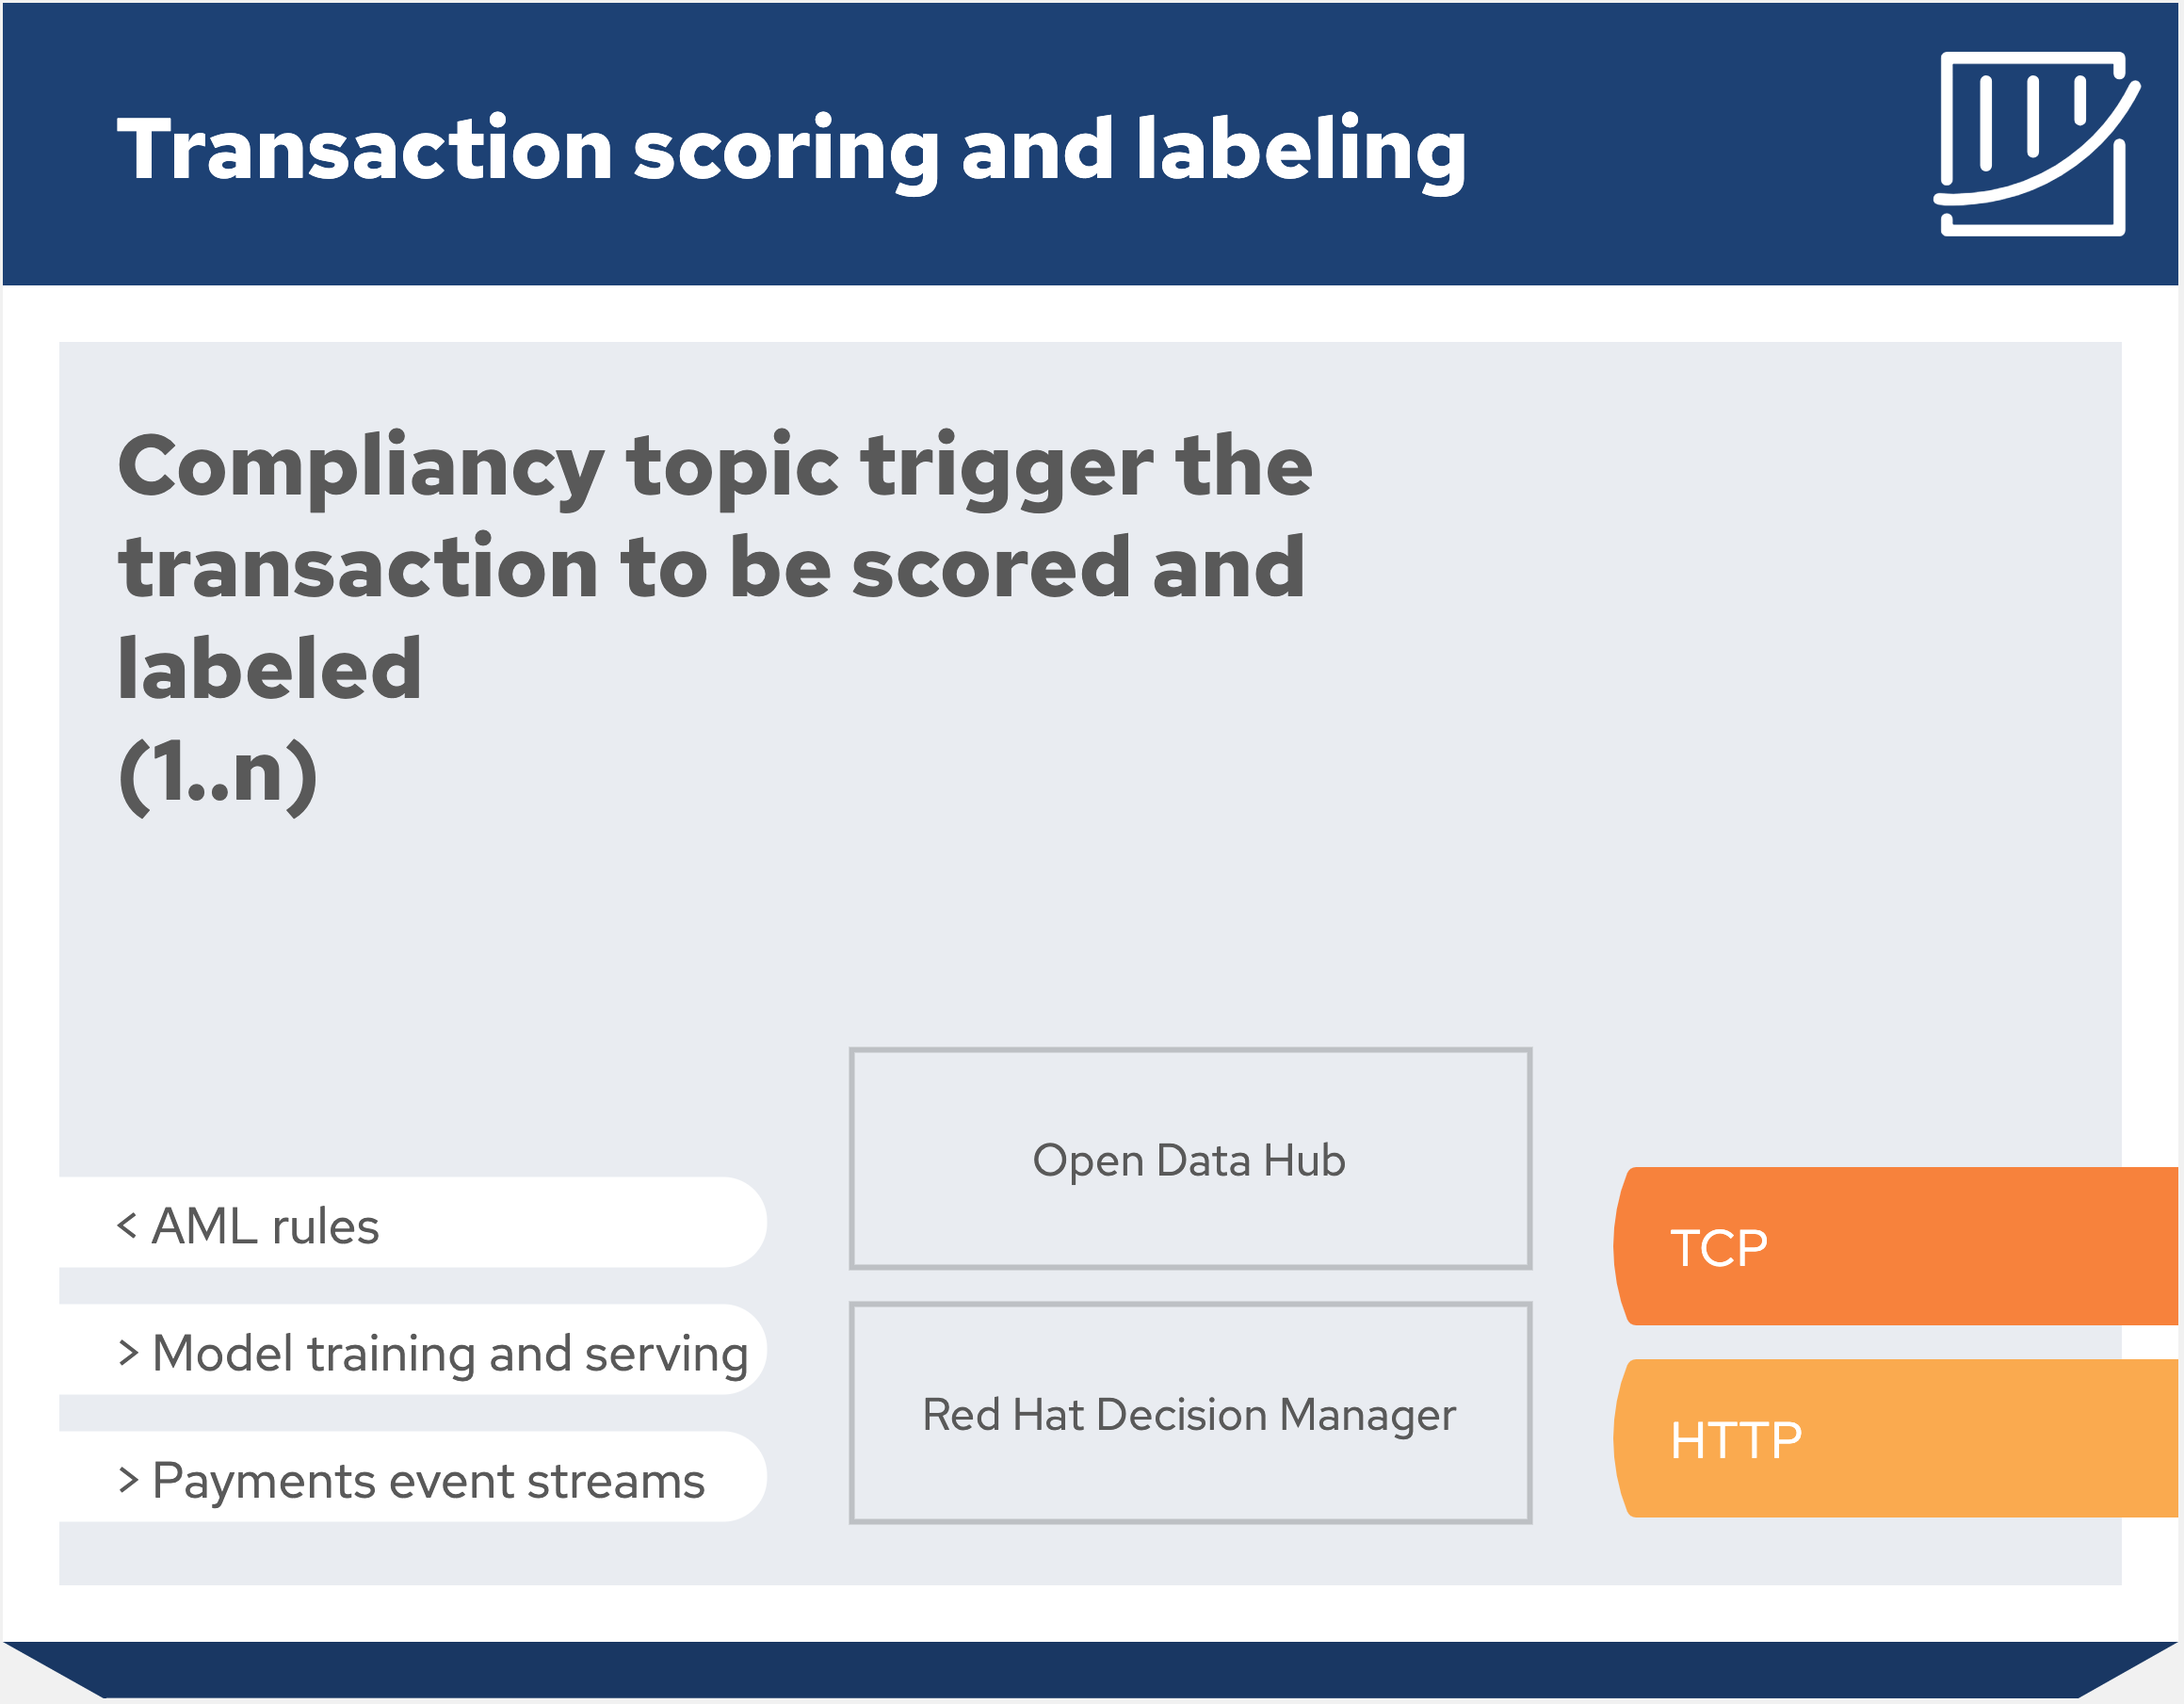 Transaction scoring and labeling
Compliancy topic trigger the
transaction to be scored and
labeled
(1..n)
Open Data Hub
< AML rules
TCP
> Model training and serving
Red Hat Decision Manager
HTTP
> Payments event streams